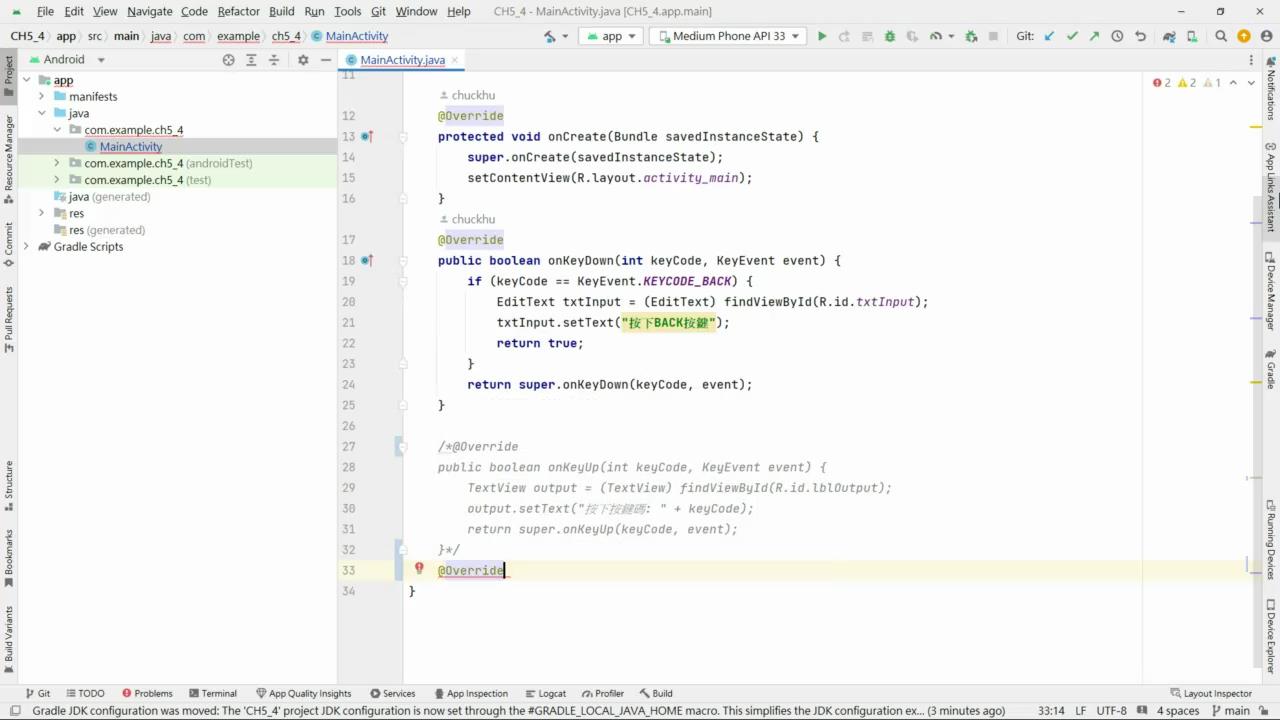 File Edit View Navigate Code Refactor Build Run Tools Git Window Help CH5_4 - MainActivity.java [CH5_4.app.main]
CH5_4 app src main java com example ch5_4 MainActivity app Medium Phone API 33 Git:
Android MainActivity.java
app
manifests
java
com.example.ch5_4
MainActivity
com.example.ch5_4 (androidTest)
com.example.ch5_4 (test)
java (generated)
res
res (generated)
Gradle Scripts
Project
Resource Manager
Commit
Pull Requests
Structure
Bookmarks
Build Variants
2 2 1
11
chuckhu
12 @Override
13 protected void onCreate(Bundle savedInstanceState) {
14 super.onCreate(savedInstanceState);
15 setContentView(R.layout.activity_main);
16 }
chuckhu
17 @Override
18 public boolean onKeyDown(int keyCode, KeyEvent event) {
19 if (keyCode == KeyEvent.KEYCODE_BACK) {
20 EditText txtInput = (EditText) findViewById(R.id.txtInput);
21 txtInput.setText("按下BACK按鍵");
22 return true;
23 }
24 return super.onKeyDown(keyCode, event);
25 }
26
27 /*@Override
28 public boolean onKeyUp(int keyCode, KeyEvent event) {
29 TextView output = (TextView) findViewById(R.id.lblOutput);
30 output.setText("按下按鍵碼: " + keyCode);
31 return super.onKeyUp(keyCode, event);
32 }*/
33 @Override
34 }
Notifications
App Links Assistant
Device Manager
Gradle
Running Devices
Device Explorer
Git TODO Problems Terminal App Quality Insights Services App Inspection Logcat Profiler Build Layout Inspector
Gradle JDK configuration was moved: The 'CH5_4' project JDK configuration is now set through the #GRADLE_LOCAL_JAVA_HOME macro. This simplifies the JDK configuration ex... (3 minutes ago) 33:14 LF UTF-8 4 spaces main